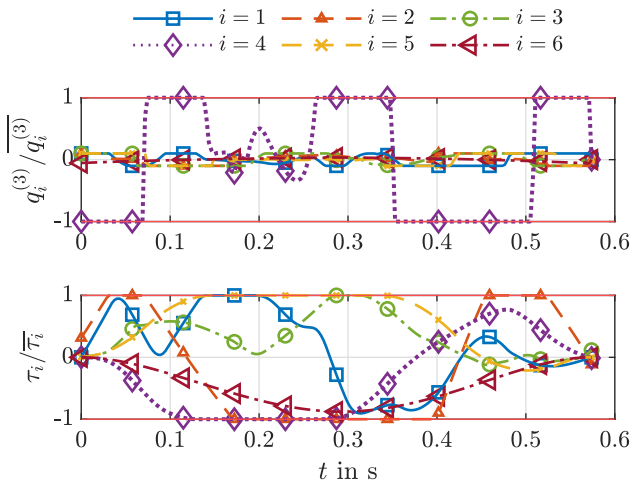 i = 1 i = 2 i = 3
i = 4 i = 5 i = 6
q_i^{(3)}/\overline{q_i^{(3)}}
1
0
-1
0 0.1 0.2 0.3 0.4 0.5 0.6
τ_i/\overline{τ_i}
1
0
-1
0 0.1 0.2 0.3 0.4 0.5 0.6
t in s